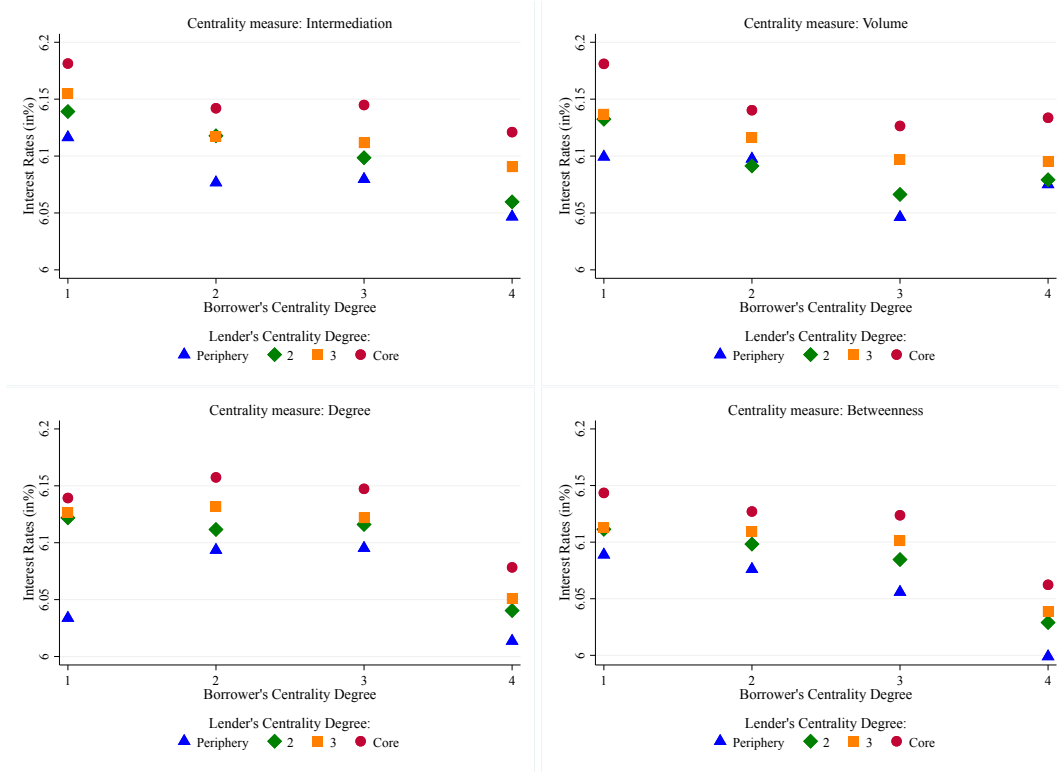 Centrality measure: Intermediation
Interest Rates (in%)
6.2
6.15
6.1
6.05
6
1 2 3 4
Borrower's Centrality Degree
Lender's Centrality Degree:
Periphery 2 3 Core
Centrality measure: Volume
Interest Rates (in%)
6.2
6.15
6.1
6.05
6
1 2 3 4
Borrower's Centrality Degree
Lender's Centrality Degree:
Periphery 2 3 Core
Centrality measure: Degree
Interest Rates (in%)
6.2
6.15
6.1
6.05
6
1 2 3 4
Borrower's Centrality Degree
Lender's Centrality Degree:
Periphery 2 3 Core
Centrality measure: Betweenness
Interest Rates (in%)
6.2
6.15
6.1
6.05
6
1 2 3 4
Borrower's Centrality Degree
Lender's Centrality Degree:
Periphery 2 3 Core